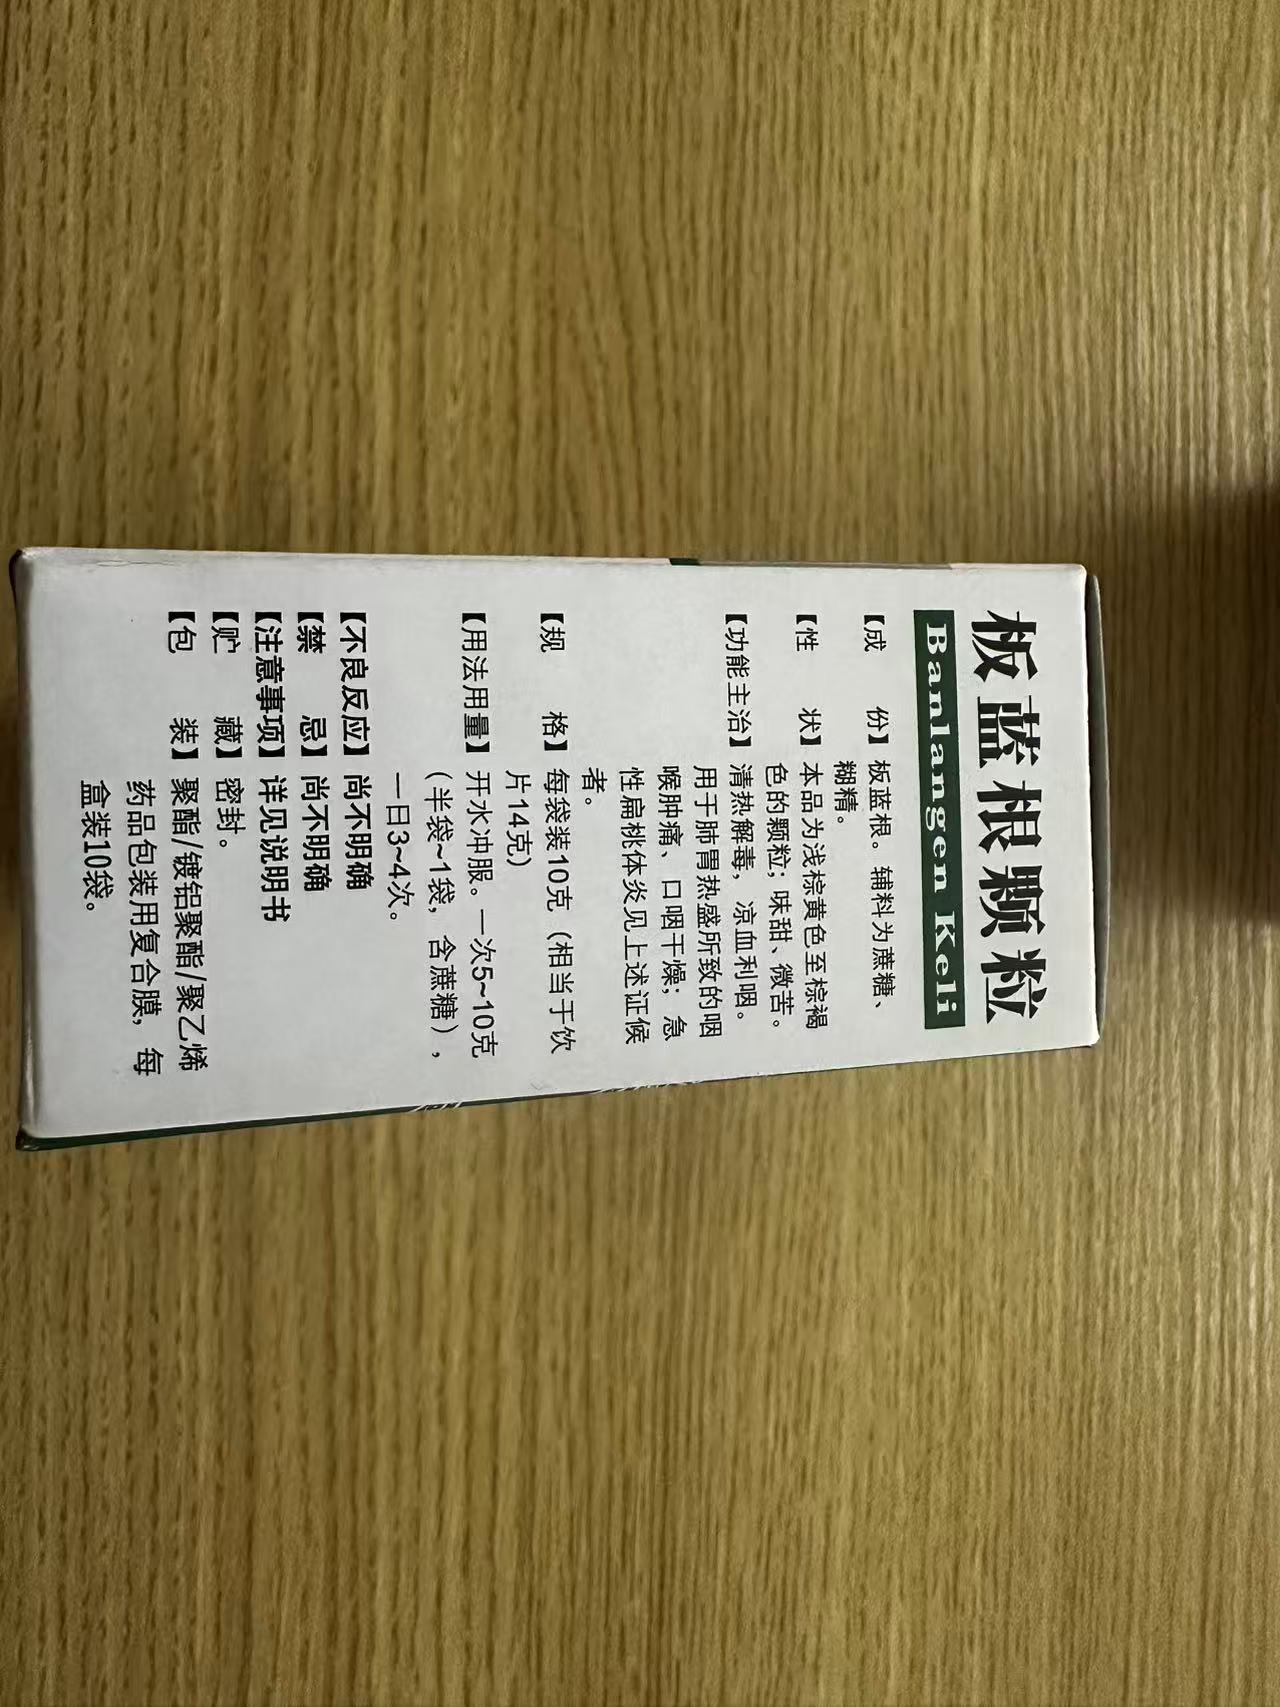 板蓝根颗粒
Banlangen Keli
【成 份】板蓝根。辅料为蔗糖、
糊精。
【性 状】本品为浅棕黄色至棕褐
色的颗粒；味甜、微苦。
【功能主治】清热解毒，凉血利咽。
用于肺胃热盛所致的咽
喉肿痛、口咽干燥；急
性扁桃体炎见上述证候
者。
【规 格】每袋装10克（相当于饮
片14克）
【用法用量】开水冲服。一次5~10克
（半袋~1袋，含蔗糖），
一日3~4次。
【不良反应】尚不明确
【禁 忌】尚不明确
【注意事项】详见说明书
【贮 藏】密封。
【包 装】聚酯/镀铝聚酯/聚乙烯
药品包装用复合膜，每
盒装10袋。